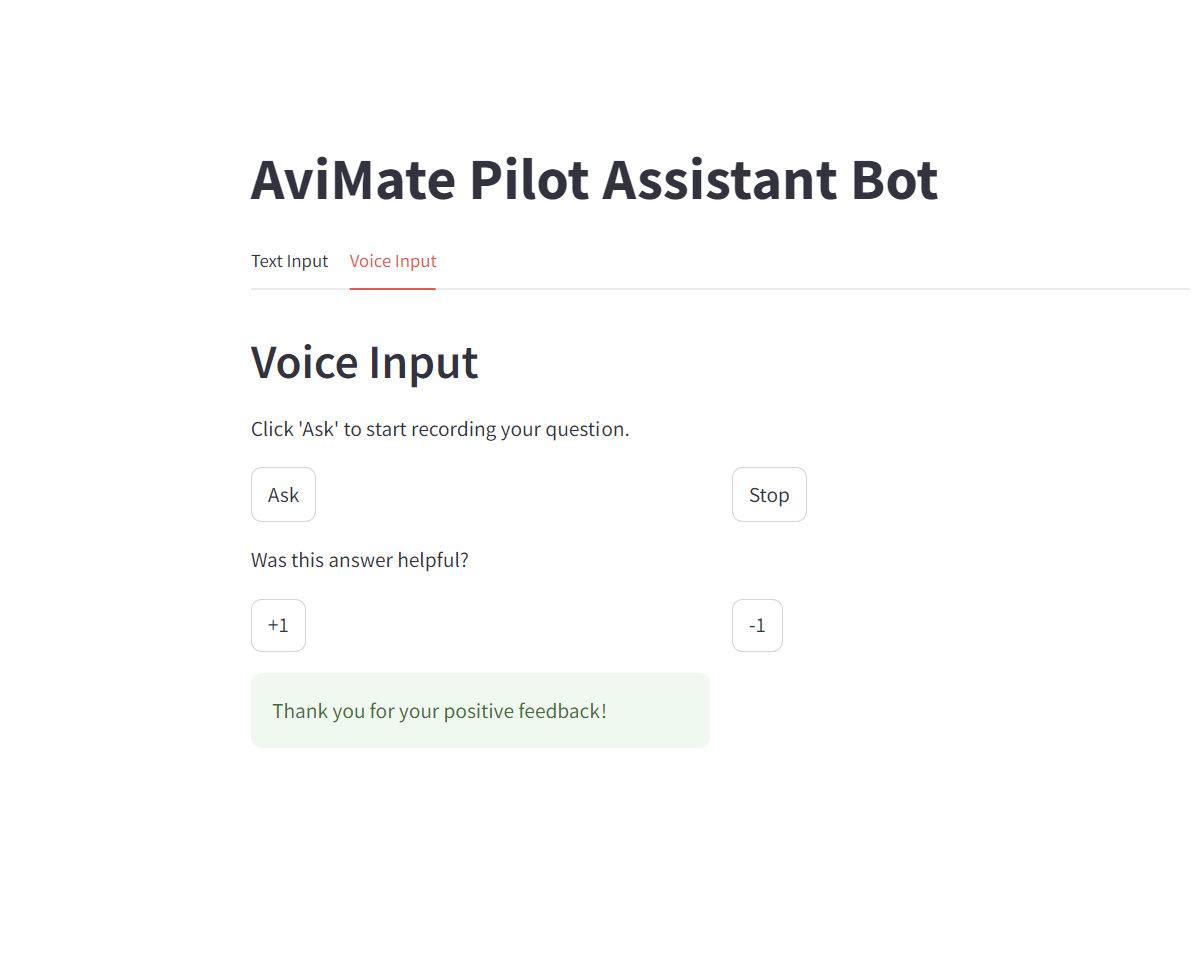 AviMate Pilot Assistant Bot
Text Input Voice Input
Voice Input
Click 'Ask' to start recording your question.
Ask Stop
Was this answer helpful?
+1 -1
Thank you for your positive feedback!